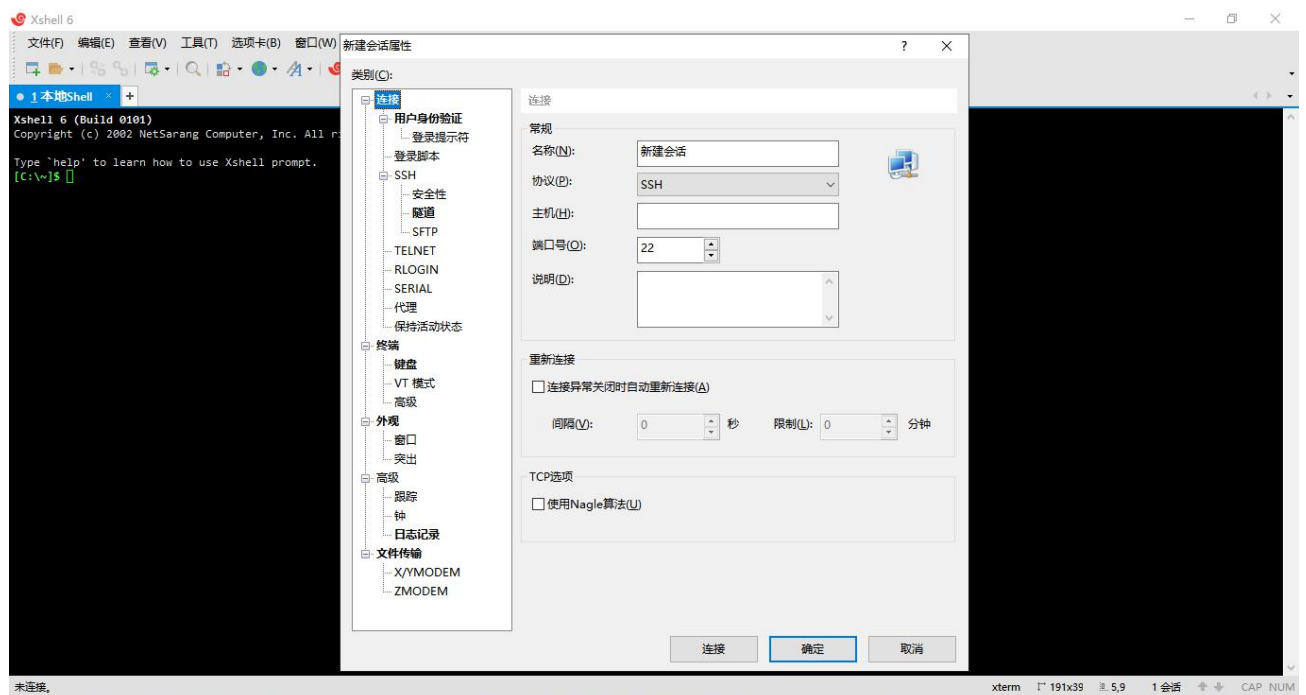 Xshell 6
文件(F) 编辑(E) 查看(V) 工具(T) 选项卡(B) 窗口(W)
1 本地Shell × +
Xshell 6 (Build 0101)
Copyright (c) 2002 NetSarang Computer, Inc. All
Type `help' to learn how to use Xshell prompt.
[C:\~]$
新建会话属性 ? ×
类别(C):
连接
用户身份验证
登录提示符
登录脚本
SSH
安全性
隧道
SFTP
TELNET
RLOGIN
SERIAL
代理
保持活动状态
终端
键盘
VT 模式
高级
外观
窗口
突出
高级
跟踪
钟
日志记录
文件传输
X/YMODEM
ZMODEM
连接
常规
名称(N): 新建会话
协议(P): SSH
主机(H):
端口号(O): 22
说明(D):
重新连接
连接异常关闭时自动重新连接(A)
间隔(V): 0 秒 限制(L): 0 分钟
TCP选项
使用Nagle算法(U)
连接 确定 取消
未连接。 xterm 191x39 5,9 1会话 CAP NUM